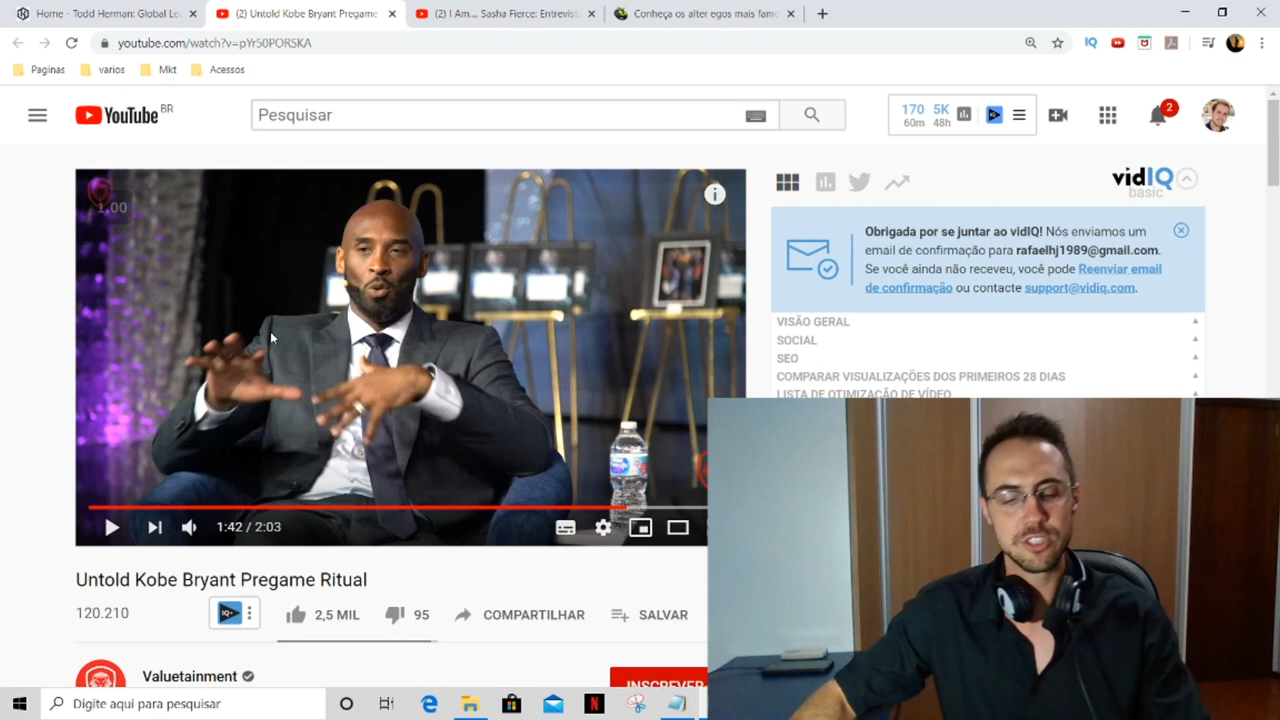 Home - Todd Herman: Global Le
(2) Untold Kobe Bryant Pregame
(2) I Am.... Sasha Fierce: Entrevist
Conheça os alter egos mais famo
youtube.com/watch?v=pYr50PORSKA
IQ
Paginas
varios
Mkt
Acessos
YouTube BR
Pesquisar
170 5K
60m 48h
2
1.00
vidIQ
basic
Obrigada por se juntar ao vidIQ! Nós enviamos um
email de confirmação para rafaelhj1989@gmail.com.
Se você ainda não receveu, você pode Reenviar email
de confirmação ou contacte support@vidiq.com.
VISÃO GERAL
SOCIAL
SEO
COMPARAR VISUALIZAÇÕES DOS PRIMEIROS 28 DIAS
LISTA DE OTIMIZAÇÃO DE VÍDEO
1:42 / 2:03
Untold Kobe Bryant Pregame Ritual
120.210
IQ+
2,5 MIL
95
COMPARTILHAR
SALVAR
Valuetainment
INSCREVER
Digite aqui para pesquisar
N